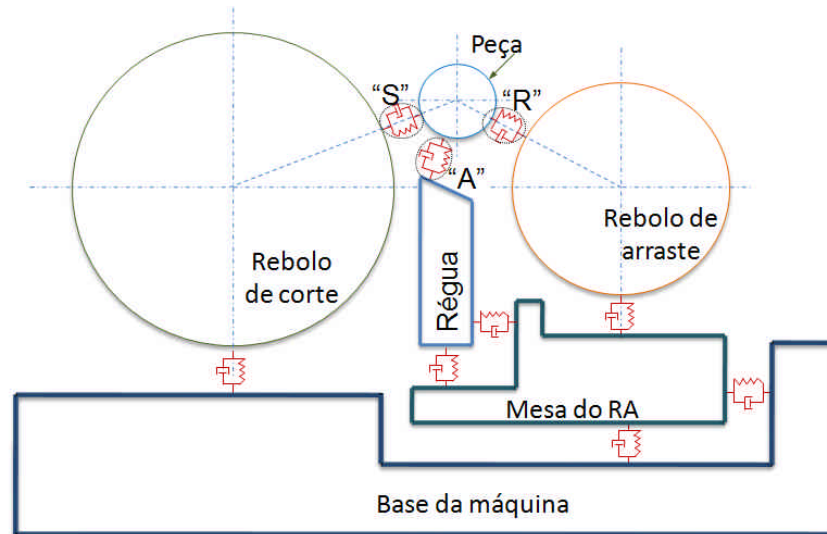 Peça
“S”
“R”
“A”
Rebolo
de corte
Régua
Rebolo de
arraste
Mesa do RA
Base da máquina